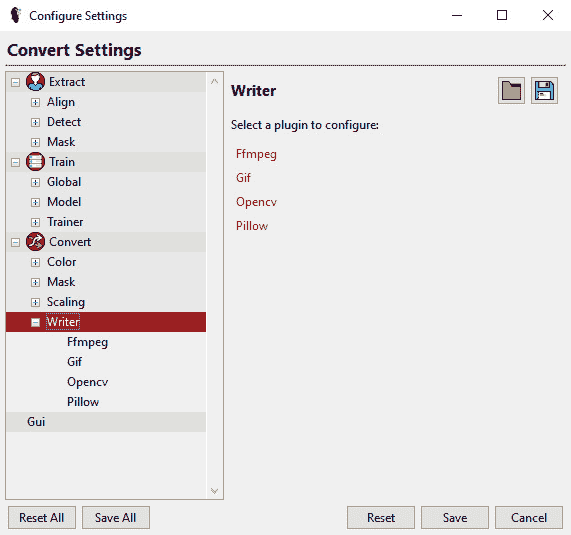 Configure Settings
Convert Settings
Extract
Align
Detect
Mask
Train
Global
Model
Trainer
Convert
Color
Mask
Scaling
Writer
Ffmpeg
Gif
Opencv
Pillow
Gui
Writer
Select a plugin to configure:
Ffmpeg
Gif
Opencv
Pillow
Reset All
Save All
Reset
Save
Cancel